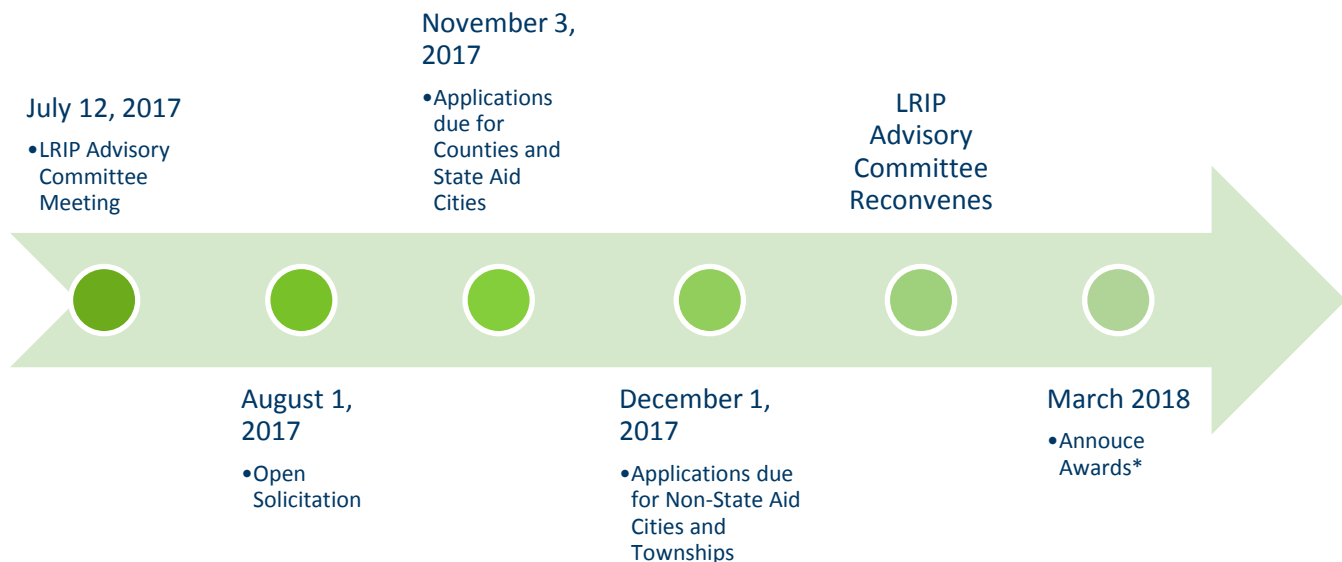 July 12, 2017
•LRIP Advisory
Committee
Meeting
August 1,
2017
•Open
Solicitation
November 3,
2017
•Applications
due for
Counties and
State Aid
Cities
December 1,
2017
•Applications due
for Non-State Aid
Cities and
Townships
LRIP
Advisory
Committee
Reconvenes
March 2018
•Annouce
Awards*